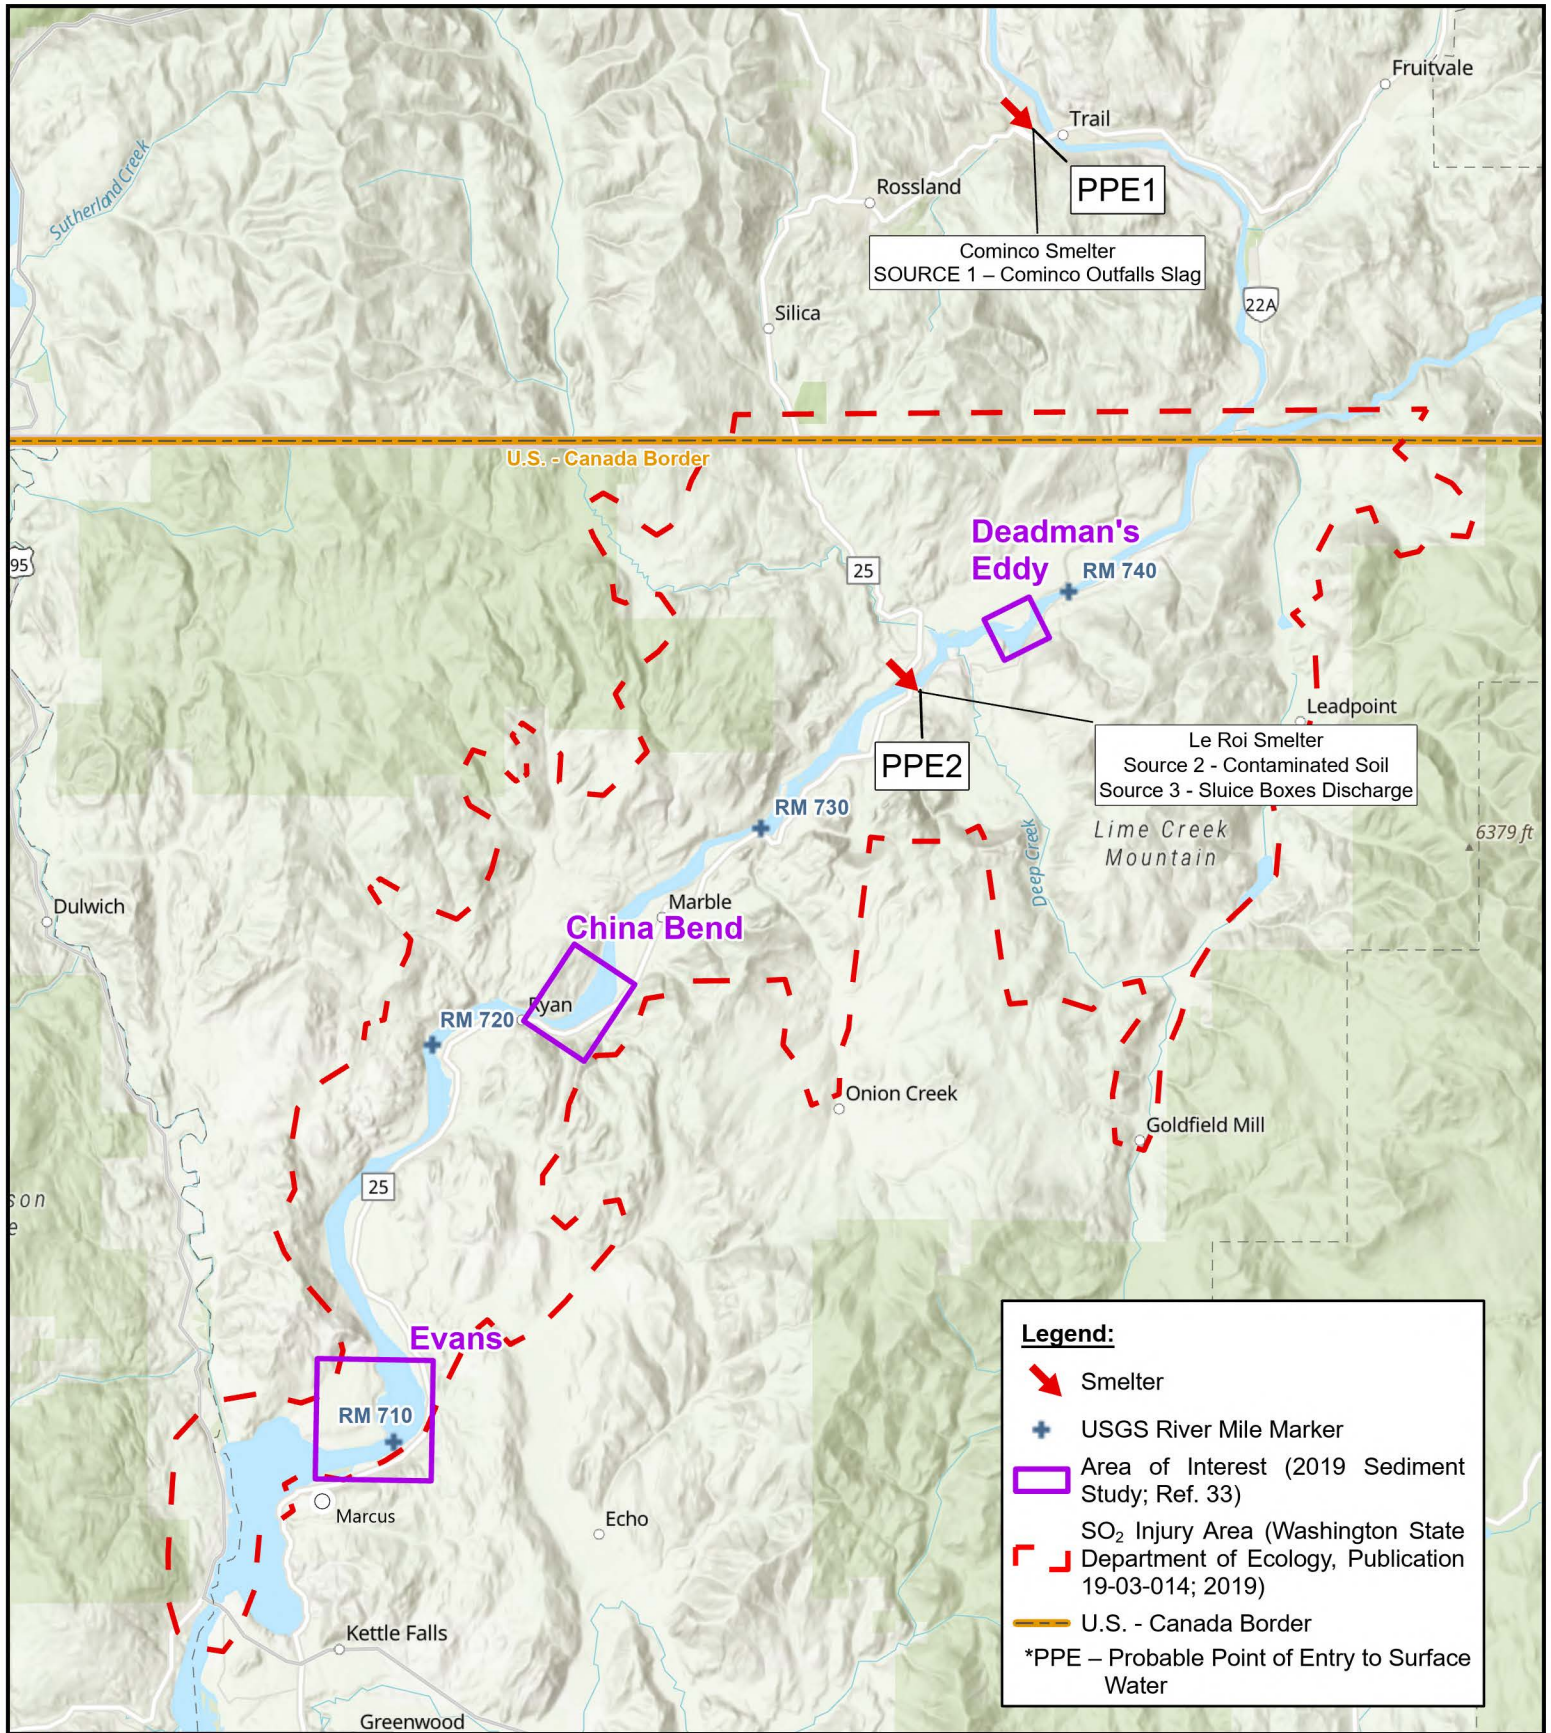 Fruitvale
Trail
PPE1
Sutherland Creek
Rossland
Cominco Smelter
SOURCE 1 – Cominco Outfalls Slag
22A
Silica
U.S. - Canada Border
Deadman's
Eddy
95
25
RM 740
Leadpoint
Le Roi Smelter
Source 2 - Contaminated Soil
Source 3 - Sluice Boxes Discharge
PPE2
RM 730
Lime Creek
Mountain
6379 ft
Deep Creek
Dulwich
Marble
China Bend
Ryan
RM 720
Onion Creek
Goldfield Mill
25
son
e
Evans
RM 710
Marcus
Echo
Kettle Falls
Greenwood
Legend:
Smelter
USGS River Mile Marker
Area of Interest (2019 Sediment
Study; Ref. 33)
SO₂ Injury Area (Washington State
Department of Ecology, Publication
19-03-014; 2019)
U.S. - Canada Border
*PPE – Probable Point of Entry to Surface
Water